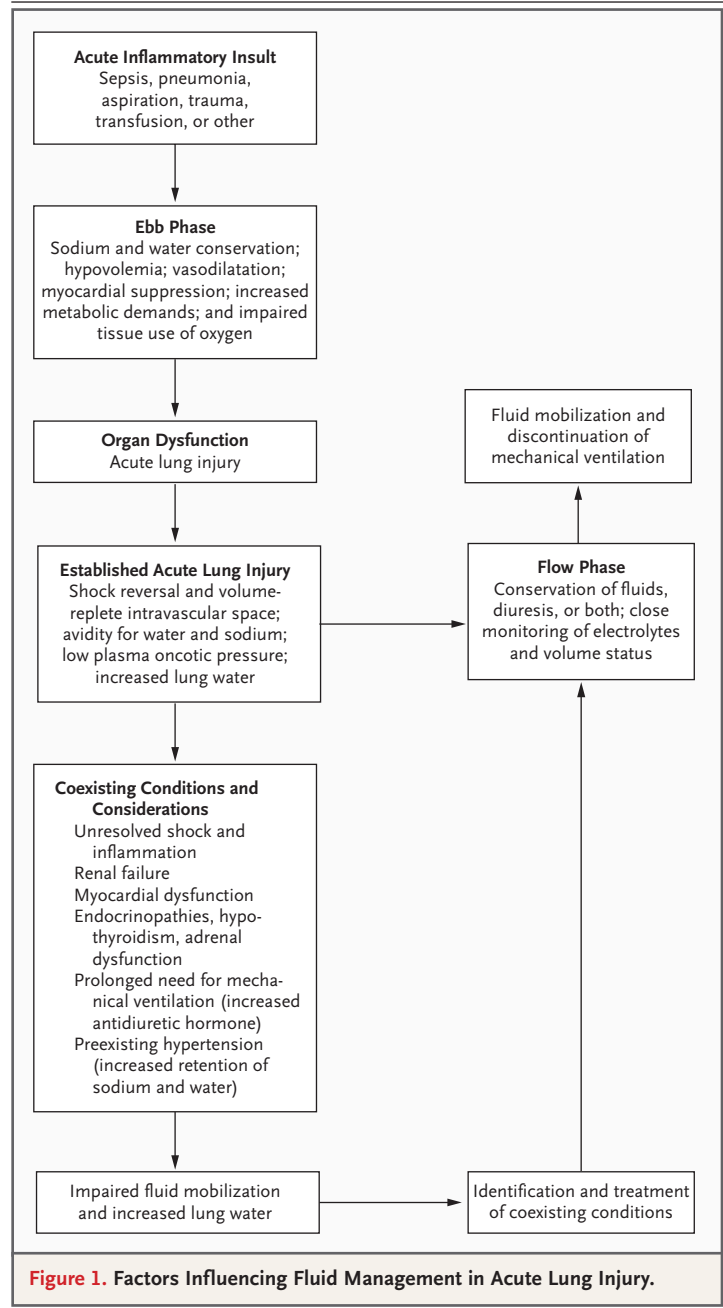 Acute Inflammatory Insult
Sepsis, pneumonia,
aspiration, trauma,
transfusion, or other
Ebb Phase
Sodium and water conservation;
hypovolemia; vasodilatation;
myocardial suppression; increased
metabolic demands; and impaired
tissue use of oxygen
Organ Dysfunction
Acute lung injury
Established Acute Lung Injury
Shock reversal and volume-
replete intravascular space;
avidity for water and sodium;
low plasma oncotic pressure;
increased lung water
Fluid mobilization and
discontinuation of
mechanical ventilation
Flow Phase
Conservation of fluids,
diuresis, or both; close
monitoring of electrolytes
and volume status
Coexisting Conditions and
Considerations
Unresolved shock and
inflammation
Renal failure
Myocardial dysfunction
Endocrinopathies, hypo-
thyroidism, adrenal
dysfunction
Prolonged need for mecha-
nical ventilation (increased
antidiuretic hormone)
Preexisting hypertension
(increased retention of
sodium and water)
Impaired fluid mobilization
and increased lung water
Identification and treatment
of coexisting conditions
Figure 1. Factors Influencing Fluid Management in Acute Lung Injury.